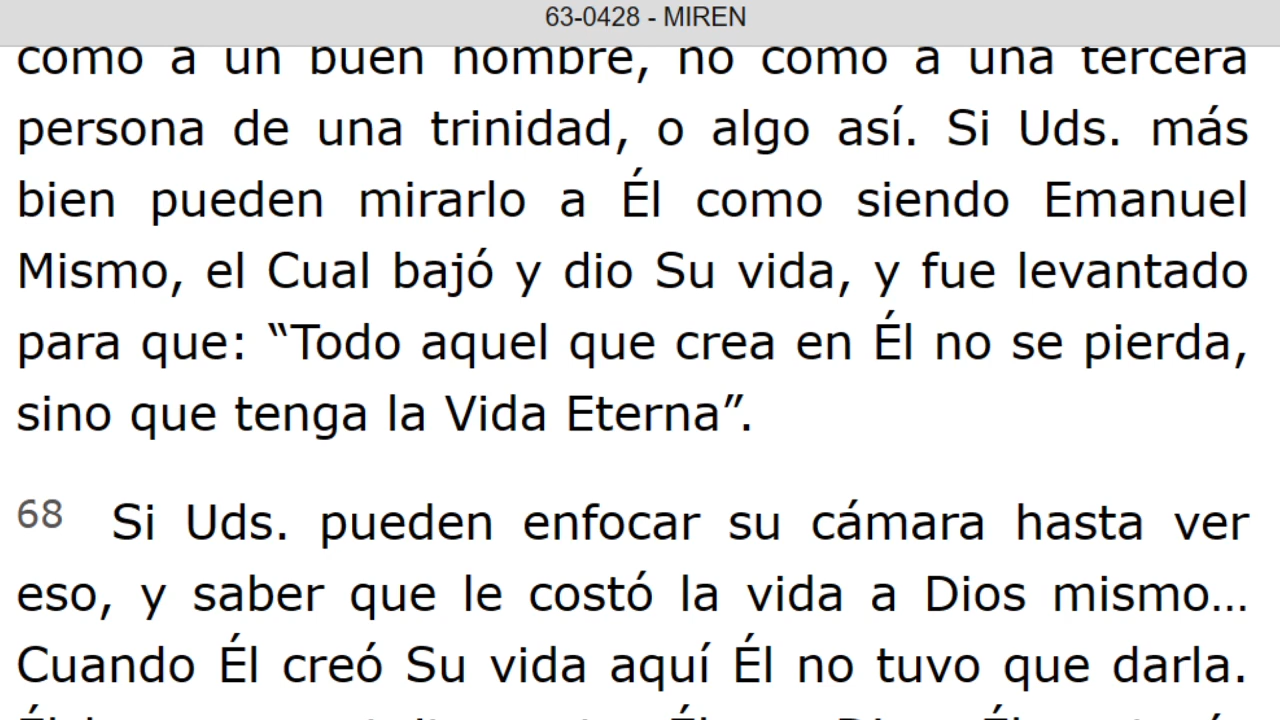 63-0428 - MIREN
como a un buen hombre, no como a una tercera
persona de una trinidad, o algo así. Si Uds. más
bien pueden mirarlo a Él como siendo Emanuel
Mismo, el Cual bajó y dio Su vida, y fue levantado
para que: “Todo aquel que crea en Él no se pierda,
sino que tenga la Vida Eterna”.
68 Si Uds. pueden enfocar su cámara hasta ver
eso, y saber que le costó la vida a Dios mismo...
Cuando Él creó Su vida aquí Él no tuvo que darla.